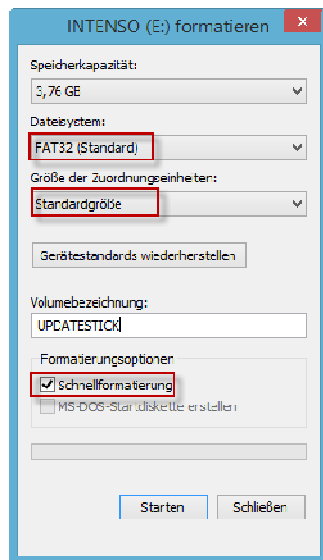 INTENSO (E:) formatieren
Speicherkapazität:
3,76 GB
Dateisystem:
FAT32 (Standard)
Größe der Zuordnungseinheiten:
Standardgröße
Gerätestandards wiederherstellen
Volumebezeichnung:
UPDATESTICK
Formatierungsoptionen
Schnellformatierung
MS-DOS-Startdiskette erstellen
Starten Schließen